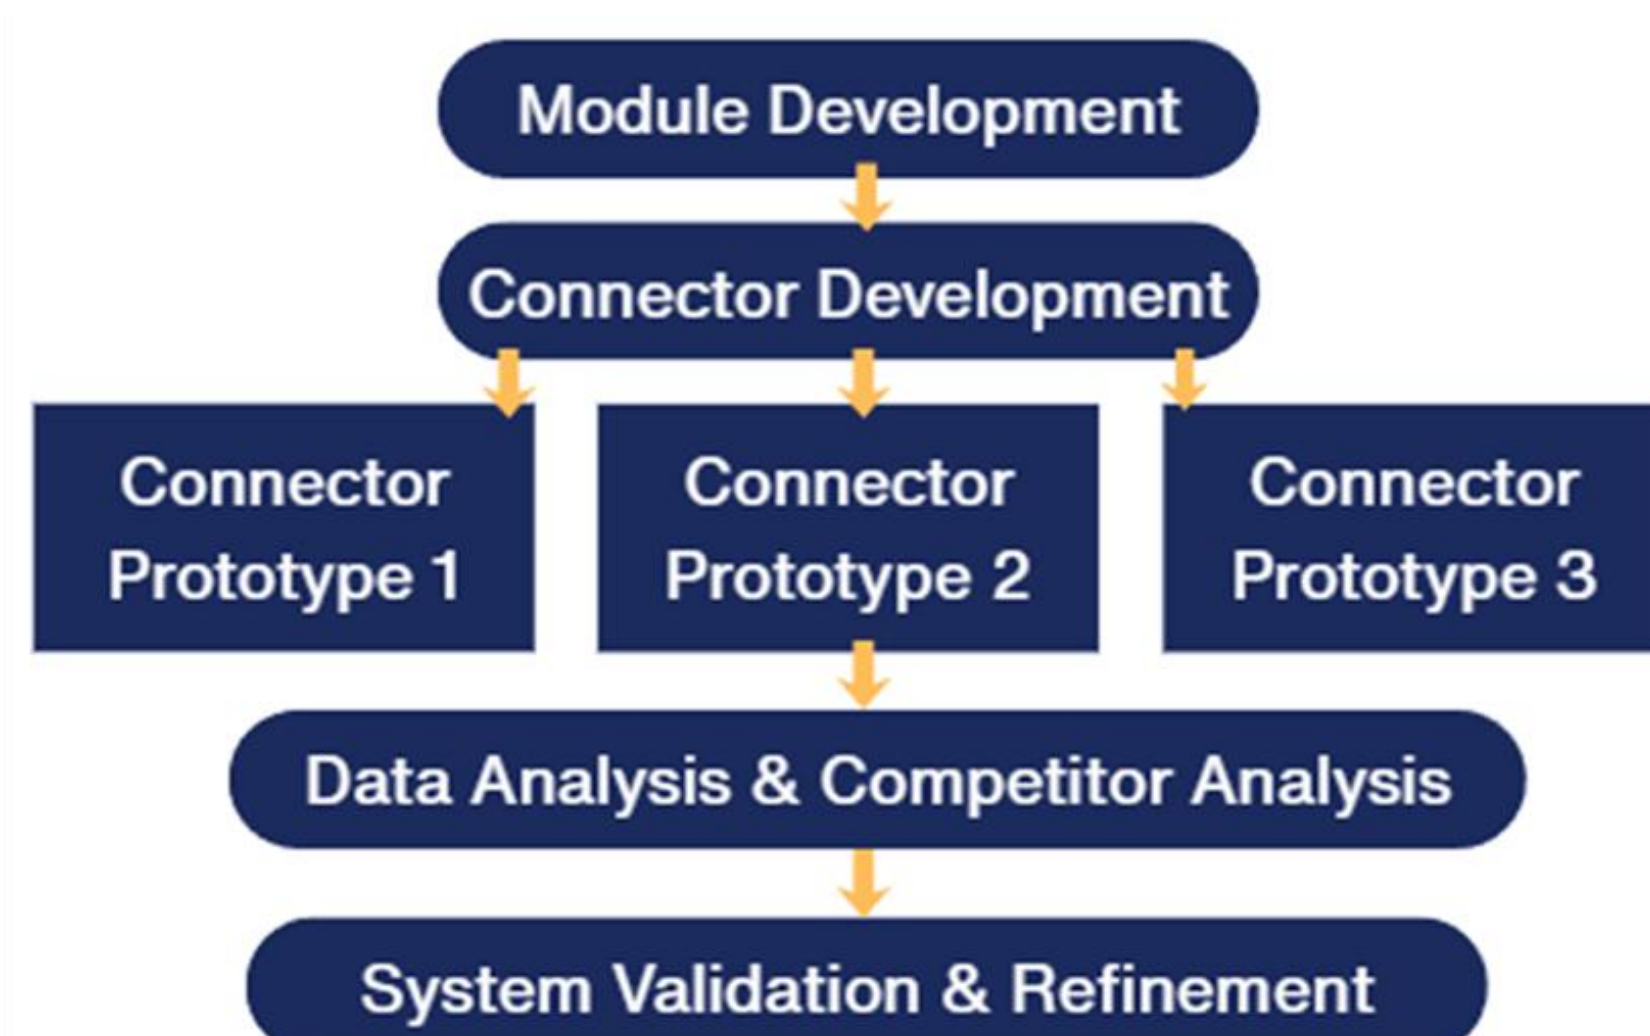 Module Development
Connector Development
Connector
Prototype 1
Connector
Prototype 2
Connector
Prototype 3
Data Analysis & Competitor Analysis
System Validation & Refinement